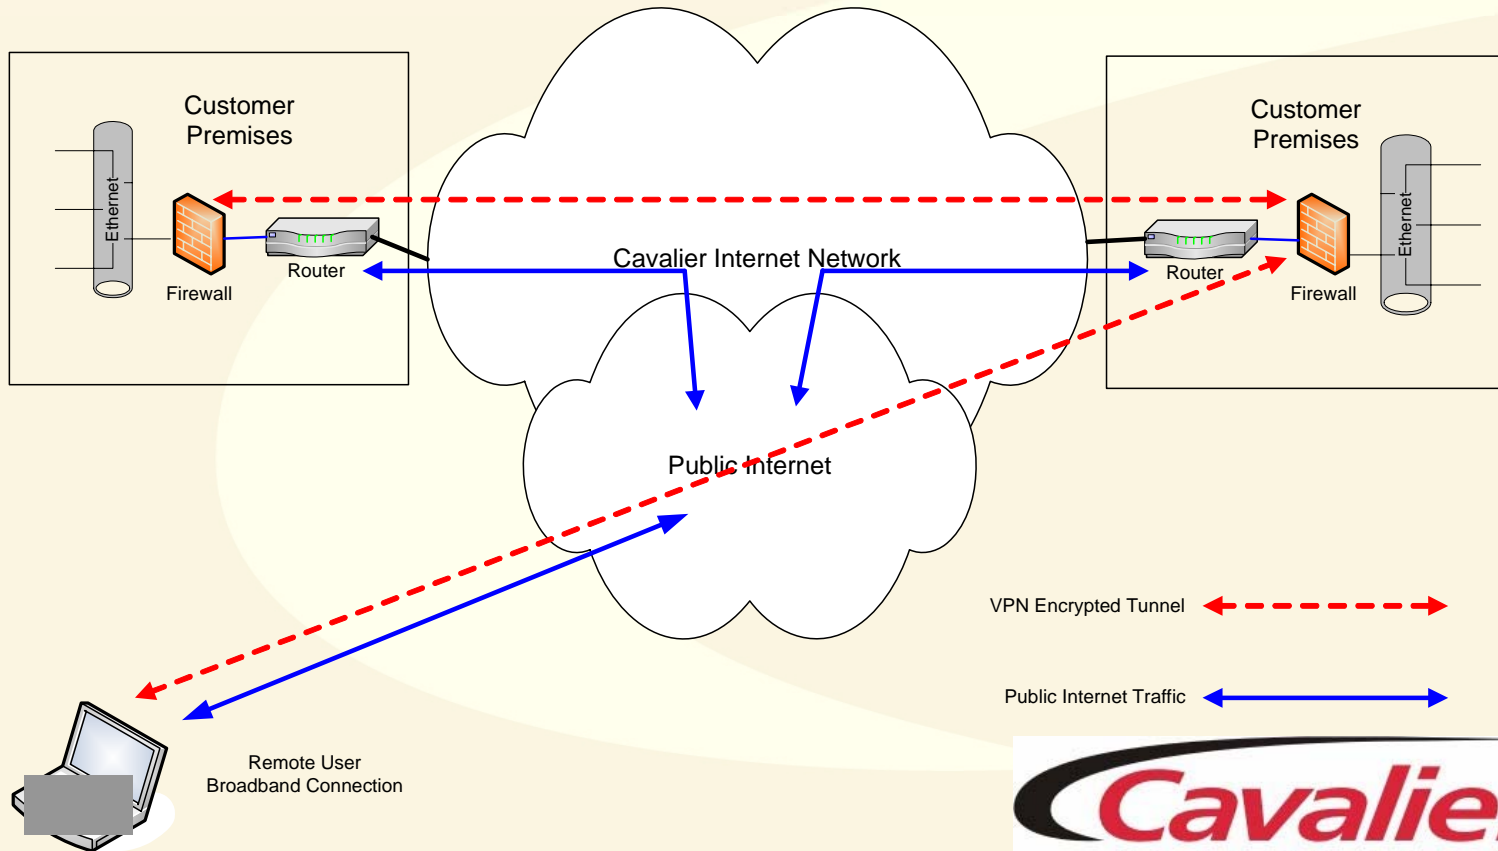 Customer
Premises
Ethernet
Firewall
Router
Cavalier Internet Network
Customer
Premises
Router
Firewall
Ethernet
Public Internet
VPN Encrypted Tunnel
Public Internet Traffic
Remote User
Broadband Connection
Cavalier